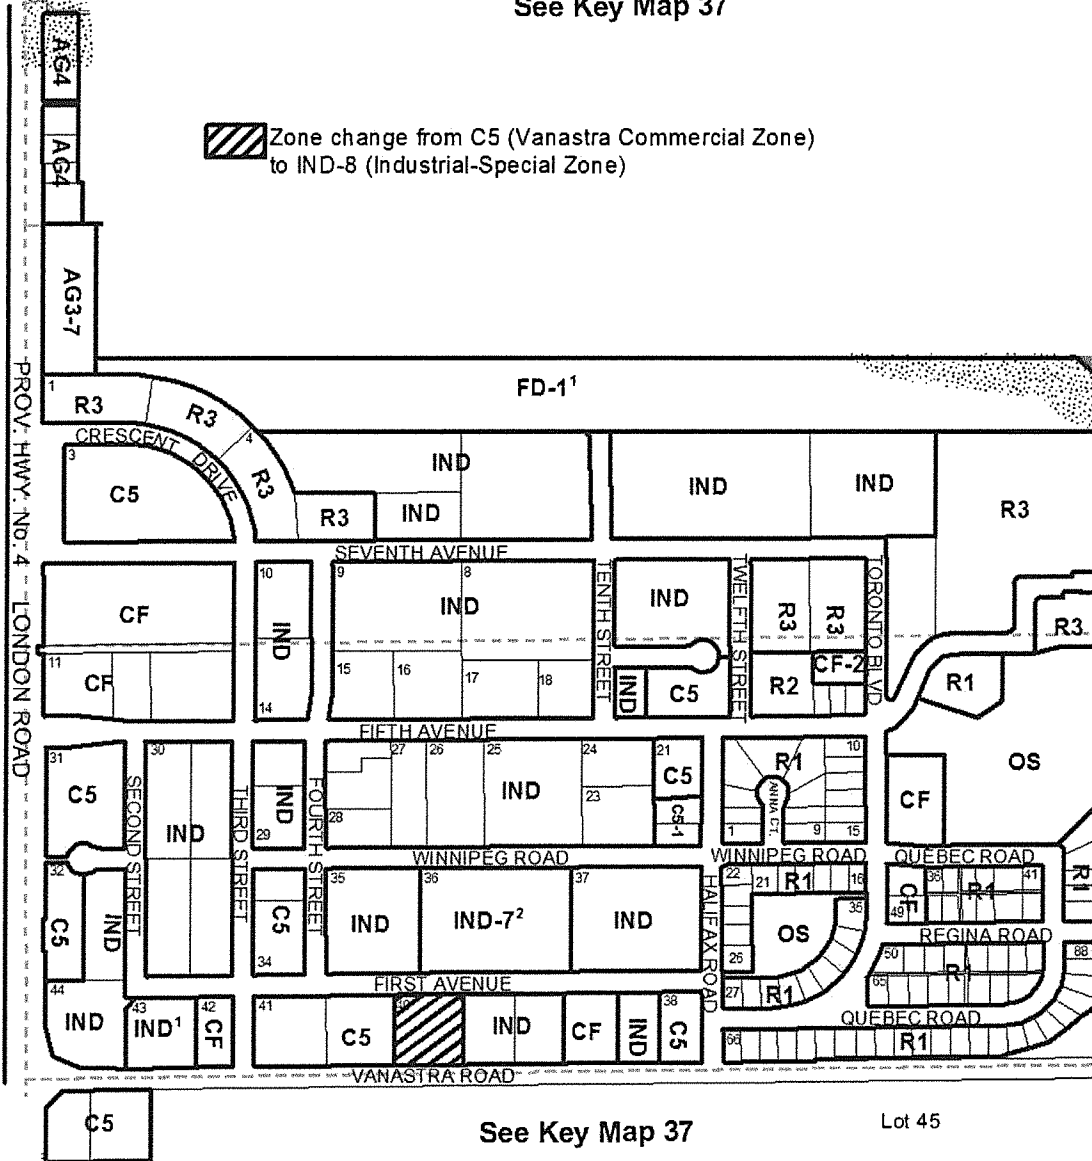 See Key Map 37
AG4
Zone change from C5 (Vanastra Commercial Zone)
to IND-8 (Industrial-Special Zone)
AG4
AG3-7
PROV. HWY. No. 4 - LONDON ROAD
FD-1¹
1
R3
R3
4
CRESCENT DRIVE
R3
3
C5
R3
IND
IND
IND
IND
R3
SEVENTH AVENUE
CF
10
IND
14
9
8
IND
TENTH STREET
IND
TWELFTH STREET
R3
R3
TORONTO BLVD
R3
11
CF
15
16
17
18
IND
C5
R2
CF-2
R1
FIFTH AVENUE
31
C5
SECOND STREET
30
IND
THIRD STREET
IND
29
FOURTH STREET
27
26
25
24
21
C5
IND
23
28
C5-1
R1
10
ANNA CT.
1
9
15
CF
OS
WINNIPEG ROAD
WINNIPEG ROAD
QUEBEC ROAD
32
C5
IND
C5
34
35
IND
36
IND-7²
37
IND
HALIFAX ROAD
22
21
R1
16
35
OS
26
27
R1
CF
49
36
R1
41
R1
REGINA ROAD
50
R1
65
88
FIRST AVENUE
44
IND
43
IND¹
42
CF
41
C5
IND
CF
IND
38
C5
QUEBEC ROAD
66
R1
VANASTRA ROAD
C5
See Key Map 37
Lot 45